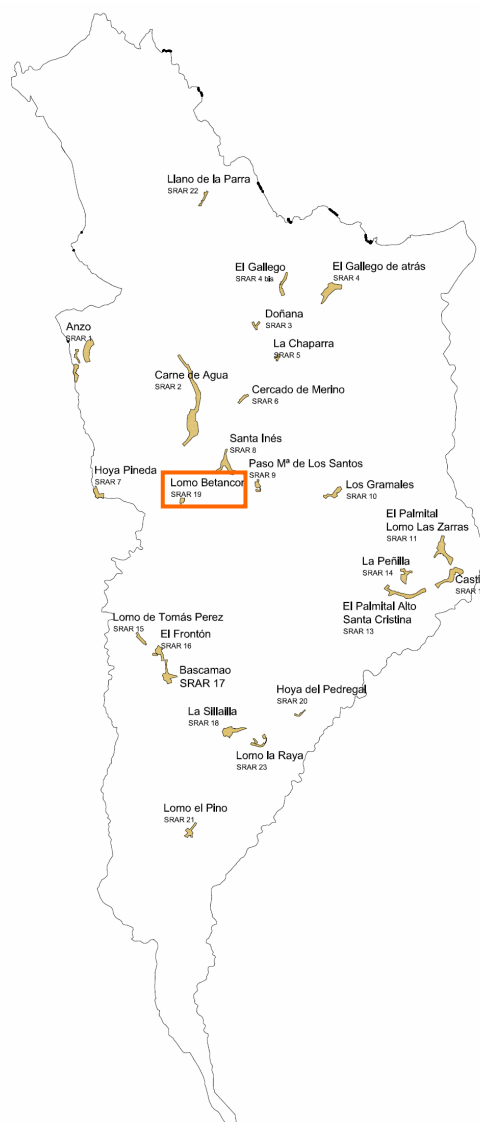 Llano de la Parra
SRAR 22
El Gallego
SRAR 4 bis
El Gallego de atrás
SRAR 4
Doñana
SRAR 3
Anzo
SRAR 1
La Chaparra
SRAR 5
Carne de Agua
SRAR 2
Cercado de Merino
SRAR 6
Santa Inés
SRAR 8
Paso Mª de Los Santos
SRAR 9
Hoya Pineda
SRAR 7
Lomo Betancor
SRAR 19
Los Gramales
SRAR 10
El Palmital
Lomo Las Zarras
SRAR 11
La Peñilla
SRAR 14
Casti
SRAR 1
El Palmital Alto
Santa Cristina
SRAR 13
Lomo de Tomás Perez
SRAR 15
El Frontón
SRAR 16
Bascamao
SRAR 17
Hoya del Pedregal
SRAR 20
La Sillailla
SRAR 18
Lomo la Raya
SRAR 23
Lomo el Pino
SRAR 21